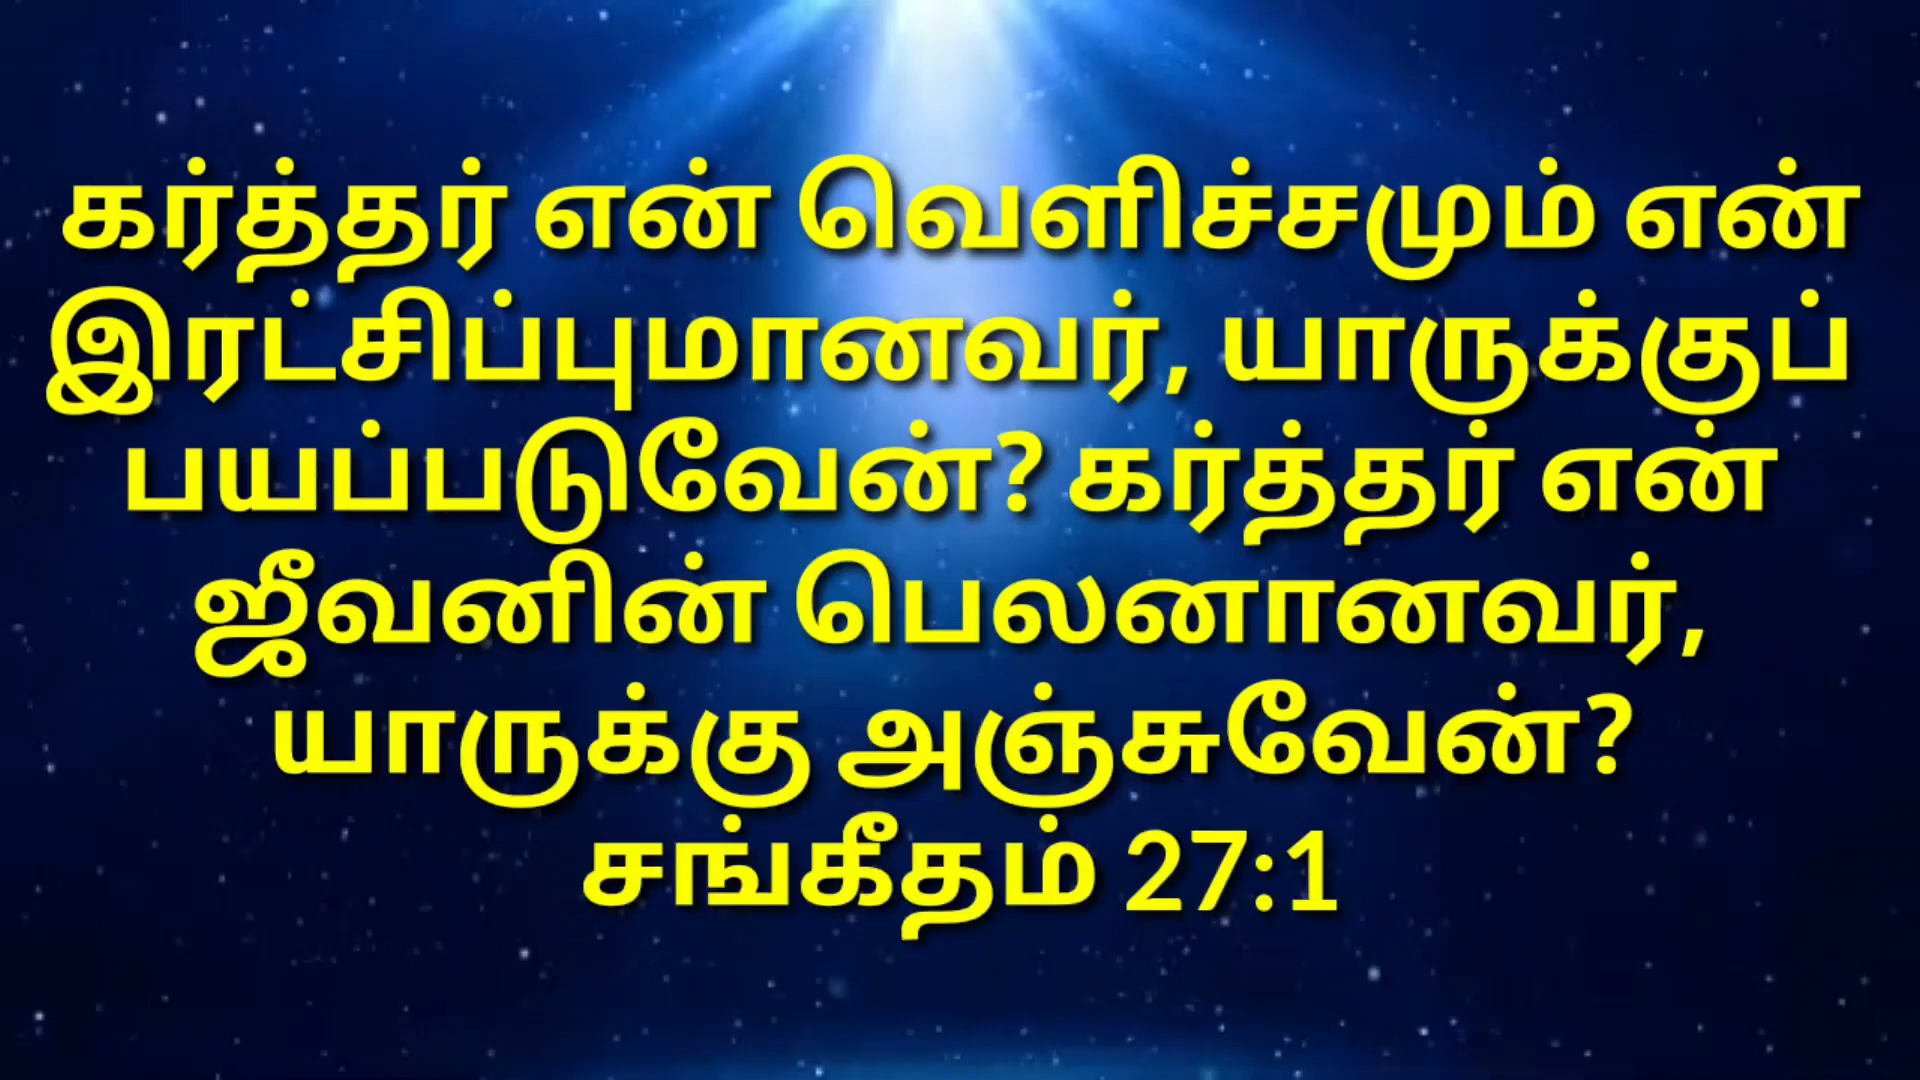 கர்த்தர் என் வெளிச்சமும் என்
இரட்சிப்புமானவர், யாருக்குப்
பயப்படுவேன்? கர்த்தர் என்
ஜீவனின் பெலனானவர்,
யாருக்கு அஞ்சுவேன்?
சங்கீதம் 27:1